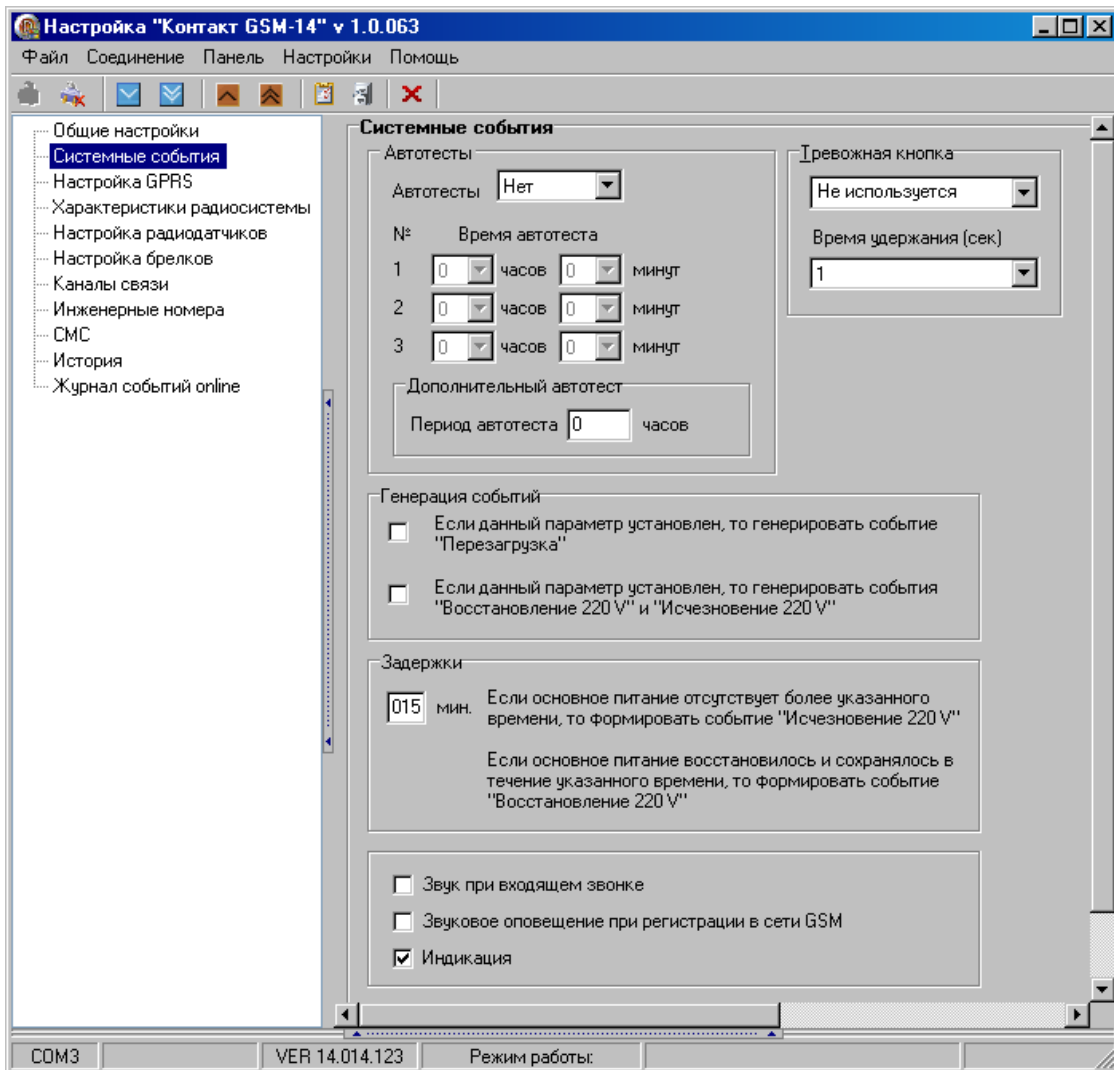 Настройка "Контакт GSM-14" v 1.0.063
Файл Соединение Панель Настройки Помощь
Общие настройки
Системные события
Настройка GPRS
Характеристики радиосистемы
Настройка радиодатчиков
Настройка брелков
Каналы связи
Инженерные номера
СМС
История
Журнал событий online
Системные события
Автотесты
Автотесты Нет
№ Время автотеста
1 0 часов 0 минут
2 0 часов 0 минут
3 0 часов 0 минут
Дополнительный автотест
Период автотеста 0 часов
Тревожная кнопка
Не используется
Время удержания (сек)
1
Генерация событий
Если данный параметр установлен, то генерировать событие
"Перезагрузка"
Если данный параметр установлен, то генерировать события
"Восстановление 220 V" и "Исчезновение 220 V"
Задержки
015 мин. Если основное питание отсутствует более указанного
времени, то формировать событие "Исчезновение 220 V"
Если основное питание восстановилось и сохранялось в
течение указанного времени, то формировать событие
"Восстановление 220 V"
Звук при входящем звонке
Звуковое оповещение при регистрации в сети GSM
Индикация
COM3 VER 14.014.123 Режим работы: